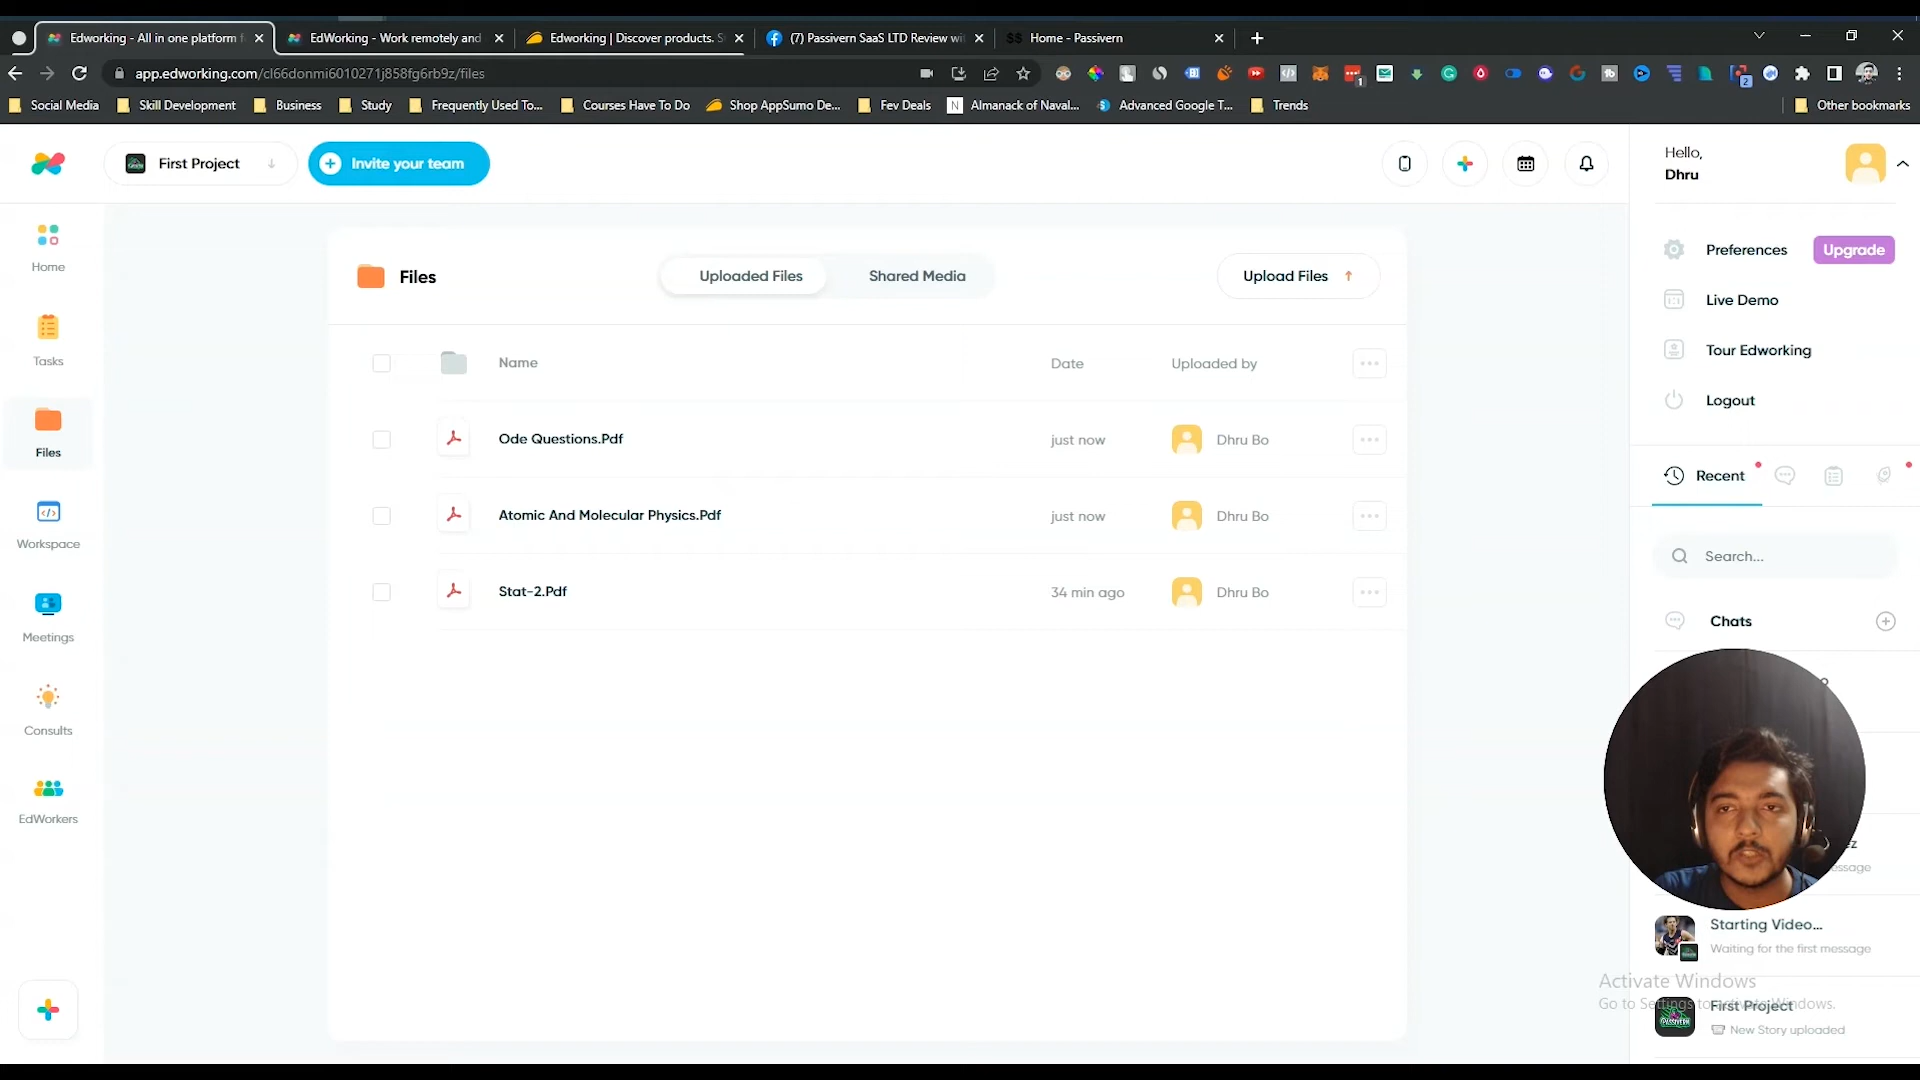 Edworking - All in one platform f
EdWorking - Work remotely and
Edworking | Discover products. S
(7) Passivern SaaS LTD Review wi
Home - Passivern
app.edworking.com/cl66donmi6010271j858fg6rb9z/files
Social Media
Skill Development
Business
Study
Frequently Used To...
Courses Have To Do
Shop AppSumo De...
Fev Deals
Almanack of Naval...
Advanced Google T...
Trends
Other bookmarks
First Project
Invite your team
Hello,
Dhru
Home
Tasks
Files
Workspace
Meetings
Consults
EdWorkers
Files
Uploaded Files
Shared Media
Upload Files
Name
Date
Uploaded by
Ode Questions.Pdf
just now
Dhru Bo
Atomic And Molecular Physics.Pdf
just now
Dhru Bo
Stat-2.Pdf
34 min ago
Dhru Bo
Preferences
Upgrade
Live Demo
Tour Edworking
Logout
Recent
Search...
Chats
Starting Video...
Waiting for the first message
Activate Windows
Go to Settings to activate Windows.
First Project
New Story uploaded